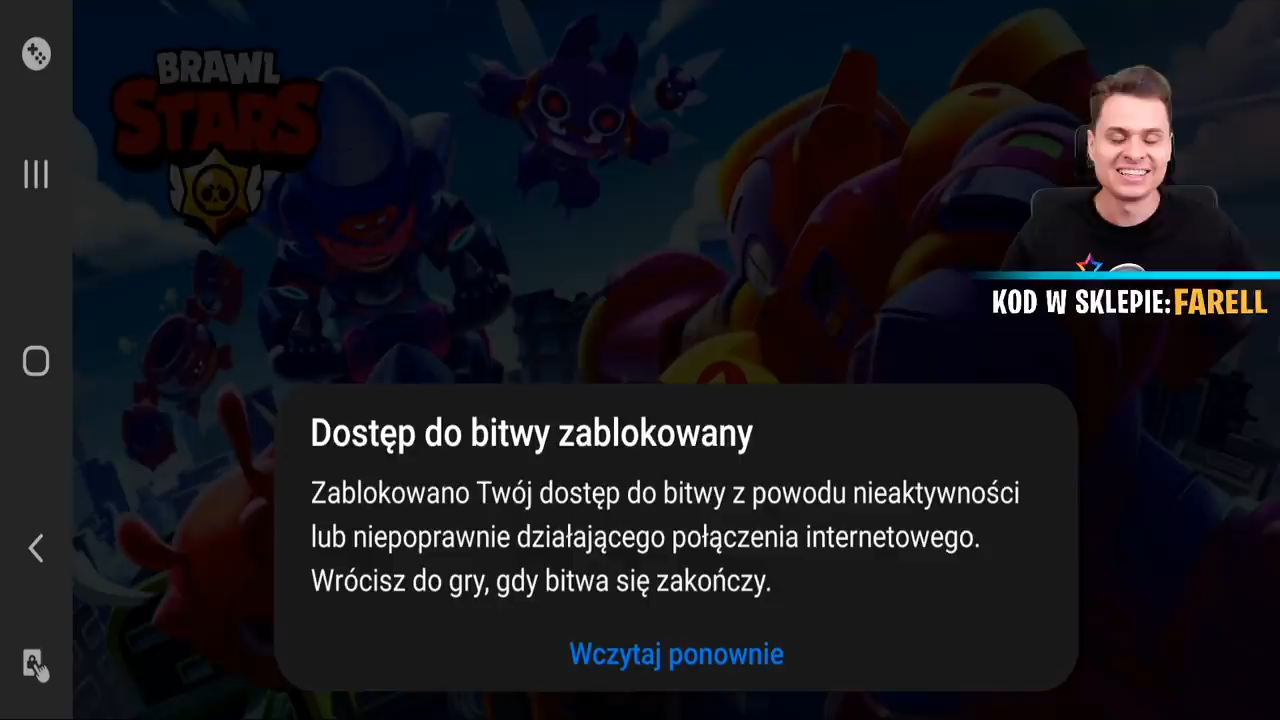 BRAWL
STARS
KOD W SKLEPIE: FARELL
Dostęp do bitwy zablokowany
Zablokowano Twój dostęp do bitwy z powodu nieaktywności
lub niepoprawnie działającego połączenia internetowego.
Wrócisz do gry, gdy bitwa się zakończy.
Wczytaj ponownie